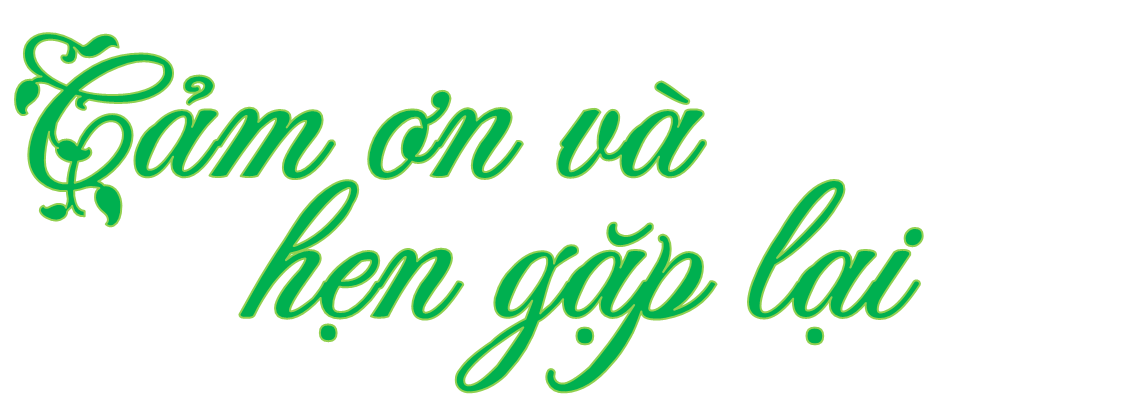 Cảm ơn và
hẹn gặp lại